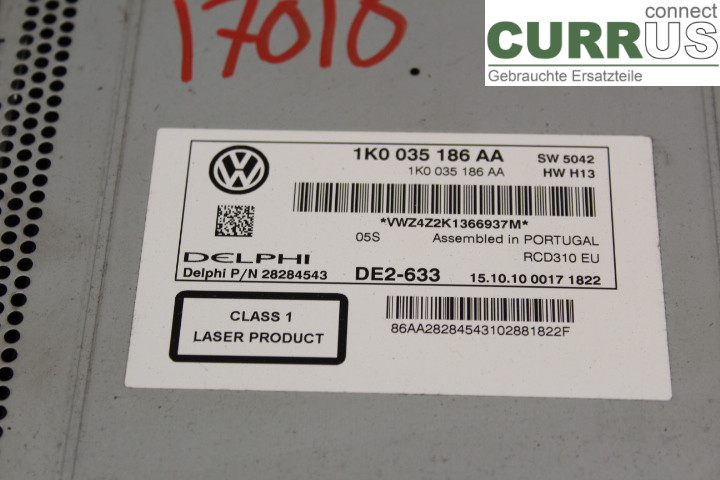 17010
connect
CURRUS
Gebrauchte Ersatzteile
1K0 035 186 AA SW 5042
1K0 035 186 AA HW H13
*VWZ4Z2K1366937M*
05S Assembled in PORTUGAL
DELPHI RCD310 EU
Delphi P/N 28284543 DE2-633 15.10.10 0017 1822
CLASS 1
LASER PRODUCT
86AA28284543102881822F